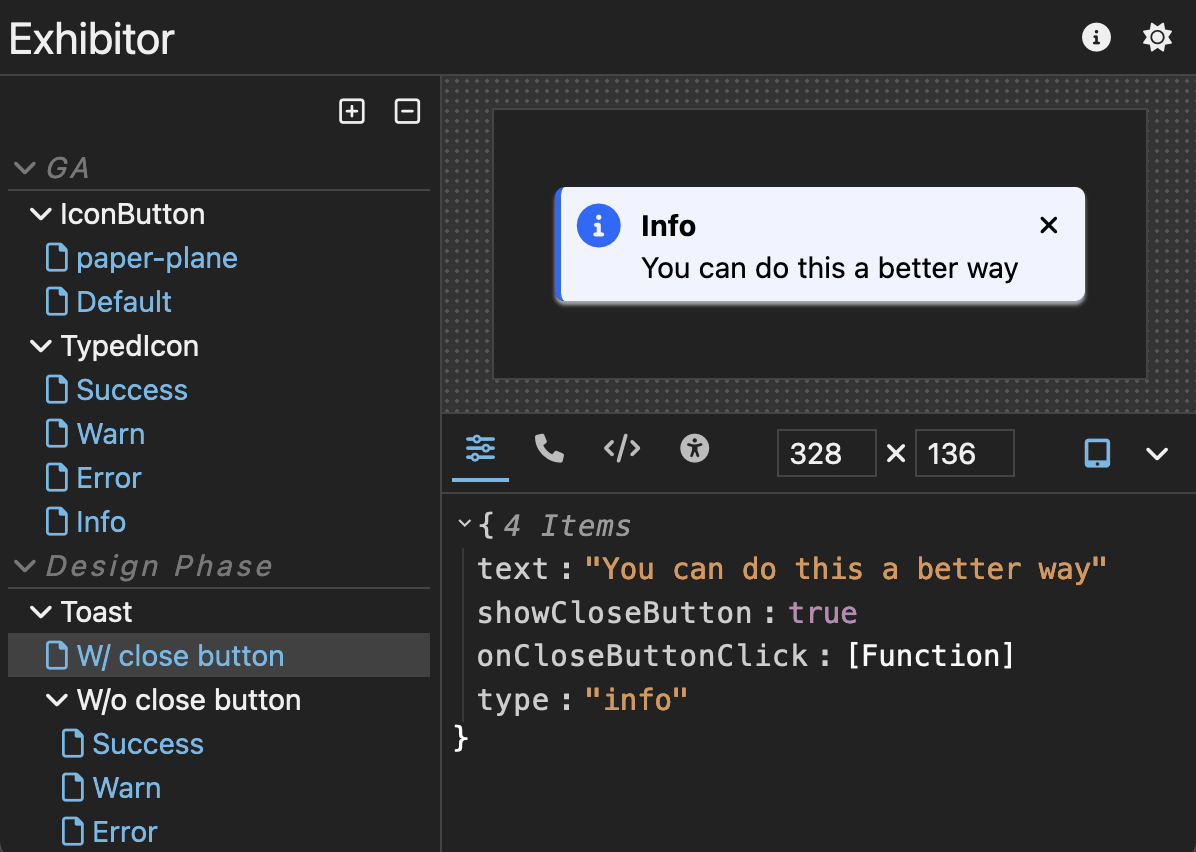 Exhibitor
GA
IconButton
paper-plane
Default
TypedIcon
Success
Warn
Error
Info
Design Phase
Toast
W/ close button
W/o close button
Success
Warn
Error
Info
You can do this a better way
328 × 136
{ 4 Items
text : "You can do this a better way"
showCloseButton : true
onCloseButtonClick : [Function]
type : "info"
}